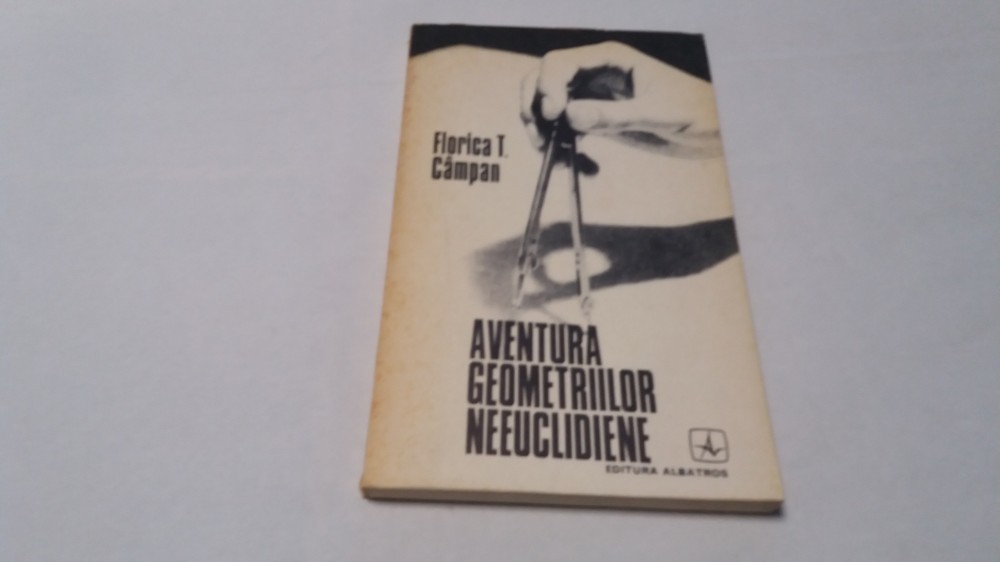 Florica T.
Câmpan
AVENTURA
GEOMETRIILOR
NEEUCLIDIENE
EDITURA ALBATROS